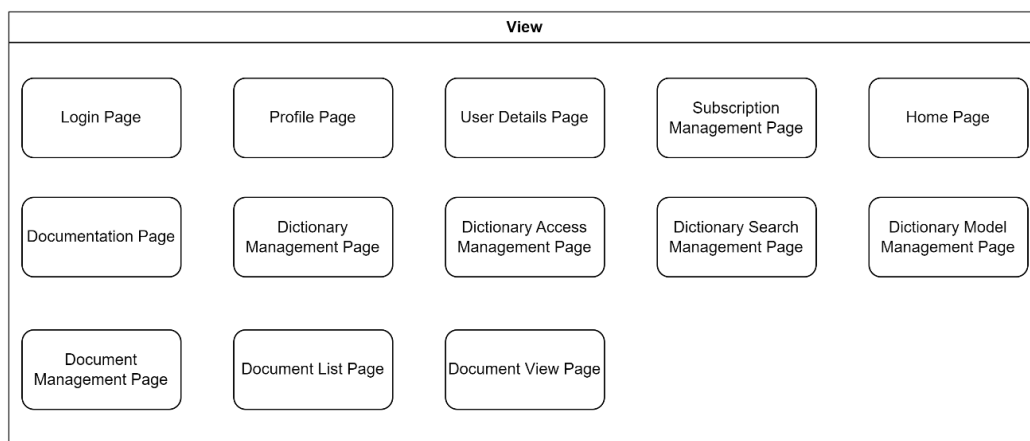 View
Login Page
Profile Page
User Details Page
Subscription
Management Page
Home Page
Documentation Page
Dictionary
Management Page
Dictionary Access
Management Page
Dictionary Search
Management Page
Dictionary Model
Management Page
Document
Management Page
Document List Page
Document View Page